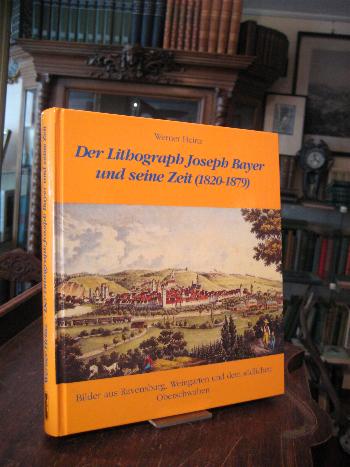 Werner Heinz
Der Lithograph Joseph Bayer
und seine Zeit (1820-1879)
Bilder aus Ravensburg, Weingarten und dem südlichen
Oberschwaben